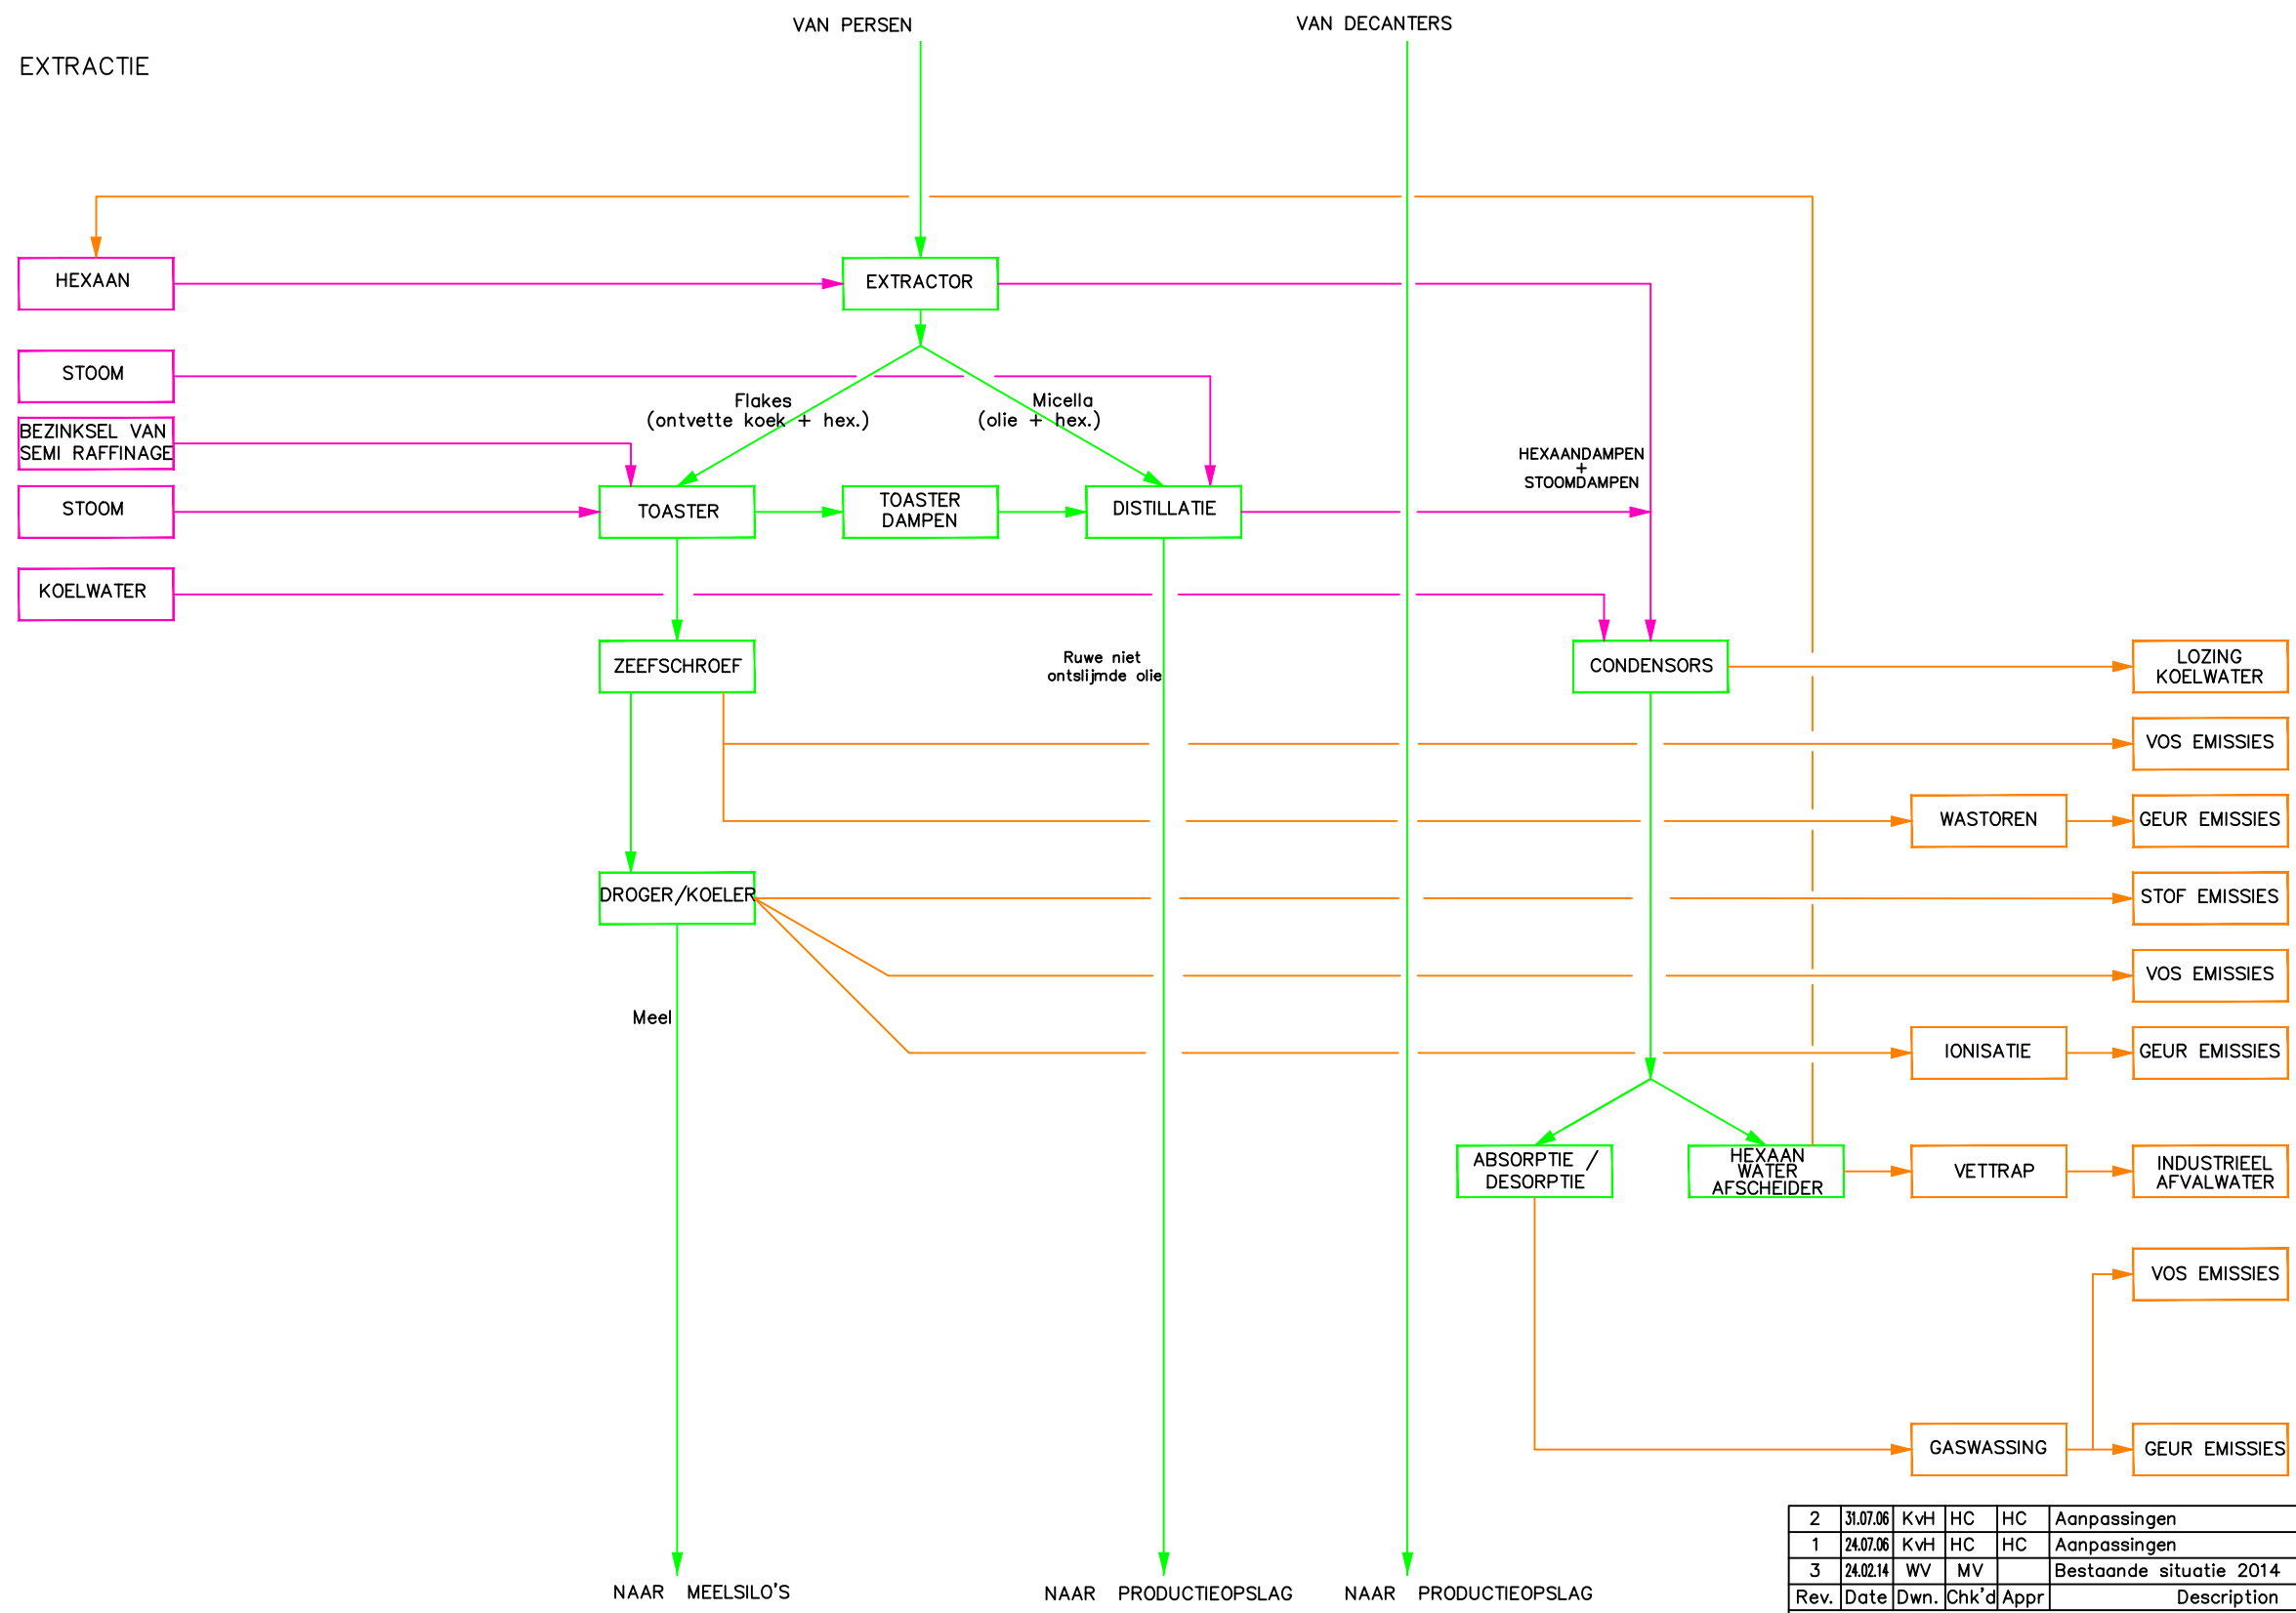 VAN PERSEN
VAN DECANTERS
EXTRACTIE
HEXAAN
EXTRACTOR
STOOM
Flakes
(ontvette koek + hex.)
Micella
(olie + hex.)
BEZINKSEL VAN
SEMI RAFFINAGE
HEXAANDAMPEN
+
STOOMDAMPEN
STOOM
TOASTER
TOASTER
DAMPEN
DISTILLATIE
KOELWATER
ZEEFSCHROEF
Ruwe niet
ontslijmde olie
CONDENSORS
LOZING
KOELWATER
VOS EMISSIES
WASTOREN
GEUR EMISSIES
DROGER/KOELER
STOF EMISSIES
VOS EMISSIES
Meel
IONISATIE
GEUR EMISSIES
ABSORPTIE /
DESORPTIE
HEXAAN
WATER
AFSCHEIDER
VETTRAP
INDUSTRIEEL
AFVALWATER
VOS EMISSIES
GASWASSING
GEUR EMISSIES
2 31.07.06 KvH HC HC Aanpassingen
1 24.07.06 KvH HC HC Aanpassingen
3 24.02.14 WV MV Bestaande situatie 2014
Rev. Date Dwn. Chk'd Appr Description
NAAR MEELSILO'S
NAAR PRODUCTIEOPSLAG
NAAR PRODUCTIEOPSLAG